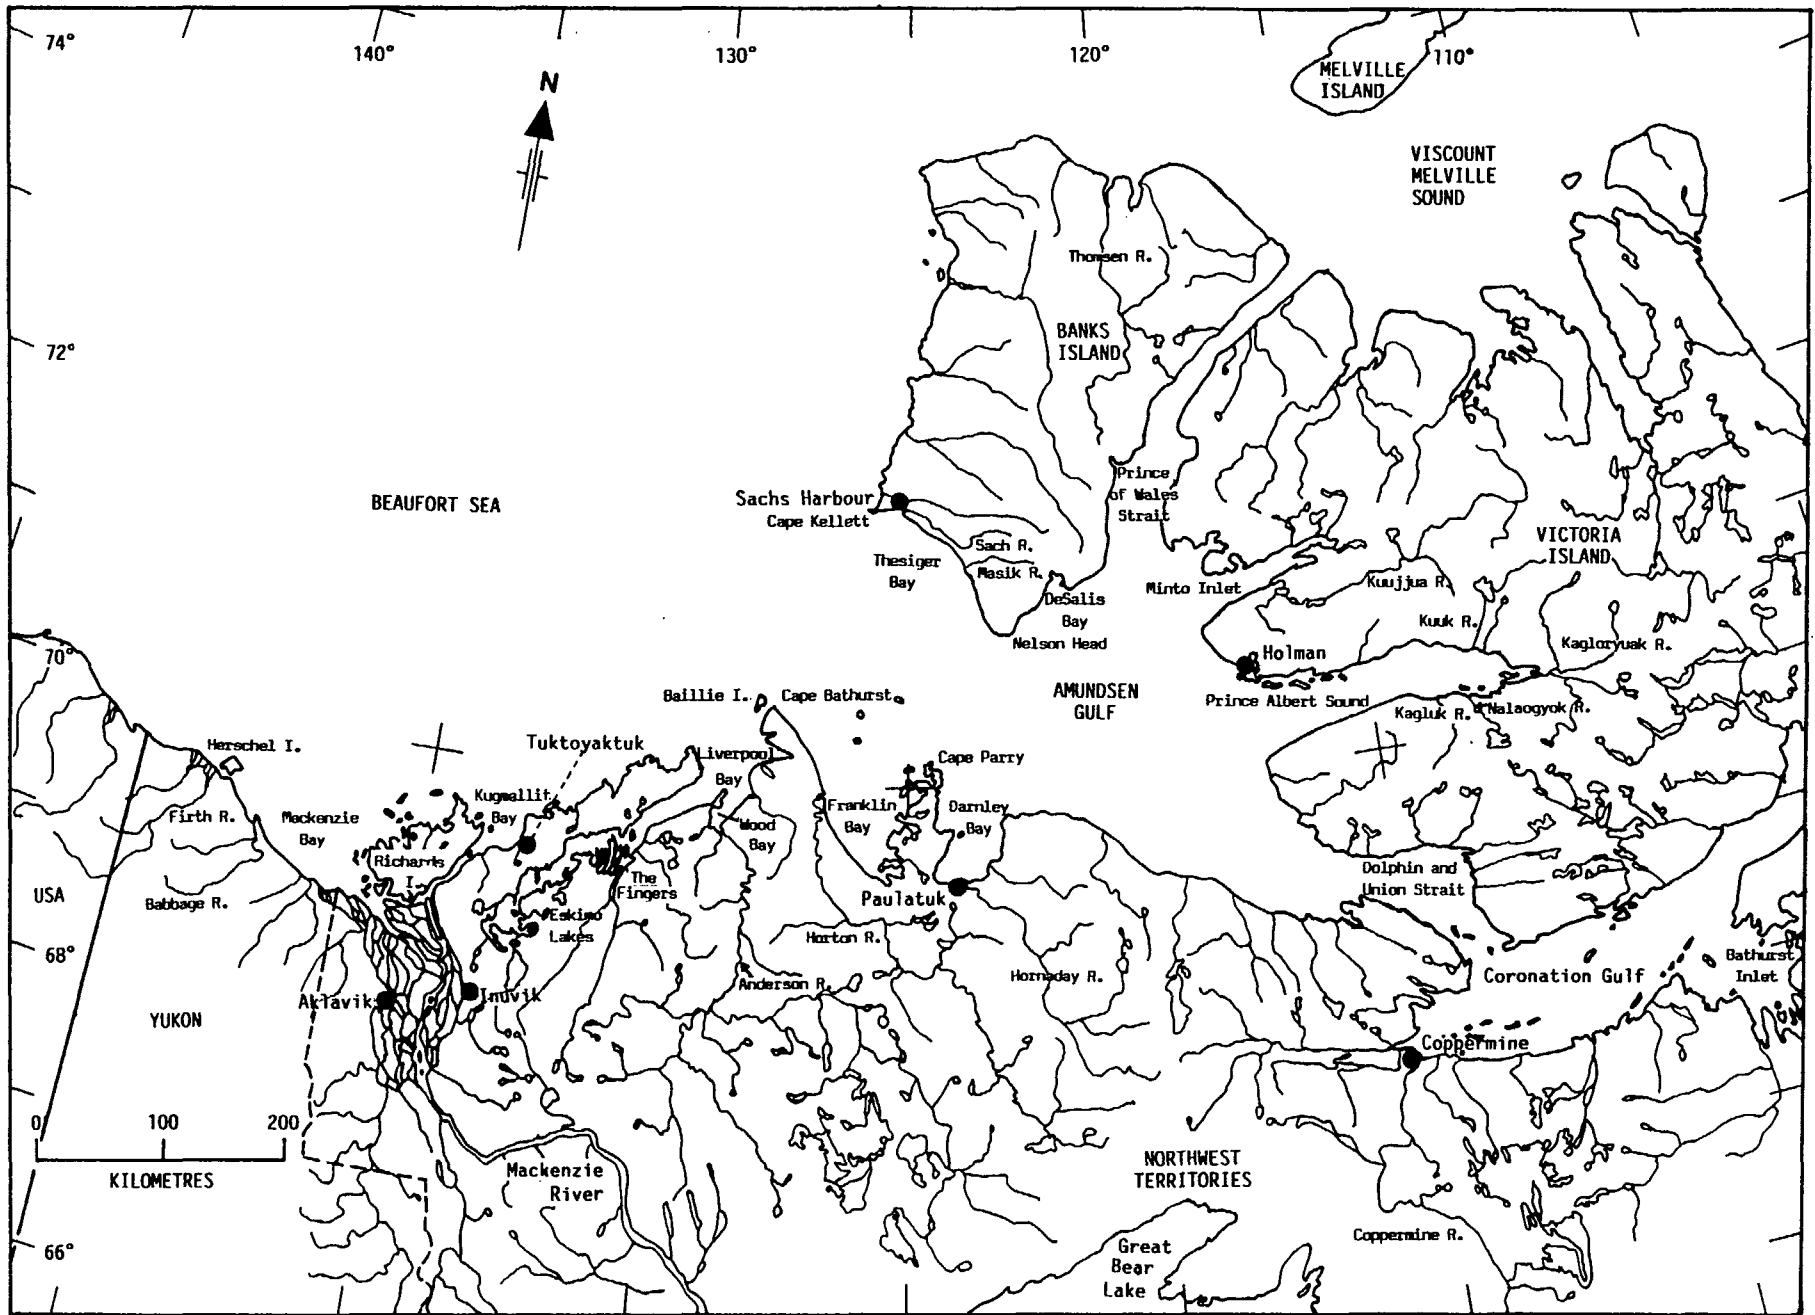 74°
140°
130°
120°
110°
N
MELVILLE
ISLAND
VISCOUNT
MELVILLE
SOUND
Thomsen R.
BANKS
ISLAND
72°
BEAUFORT SEA
Sachs Harbour
Cape Kellett
Prince
of Wales
Strait
Sach R.
Masik R.
Thesiger
Bay
DeSalis
Bay
Nelson Head
Minto Inlet
VICTORIA
ISLAND
Kuujjua R.
Kuuk R.
Kagloryuak R.
Holman
Prince Albert Sound
Kagluk R.
Nalaogyok R.
AMUNDSEN
GULF
70°
Baillie I.
Cape Bathurst
Herschel I.
Tuktoyaktuk
Liverpool
Bay
Cape Parry
Firth R.
Mackenzie
Bay
Kugmallit
Bay
Wood
Bay
Franklin
Bay
Darnley
Bay
Richards
I.
The
Fingers
Paulatuk
Dolphin and
Union Strait
USA
Babbage R.
Eskimo
Lakes
Horton R.
68°
Aklavik
Inuvik
Anderson R.
Hornaday R.
Coronation Gulf
Bathurst
Inlet
YUKON
Coppermine
0
100
200
KILOMETRES
Mackenzie
River
NORTHWEST
TERRITORIES
66°
Great
Bear
Lake
Coppermine R.